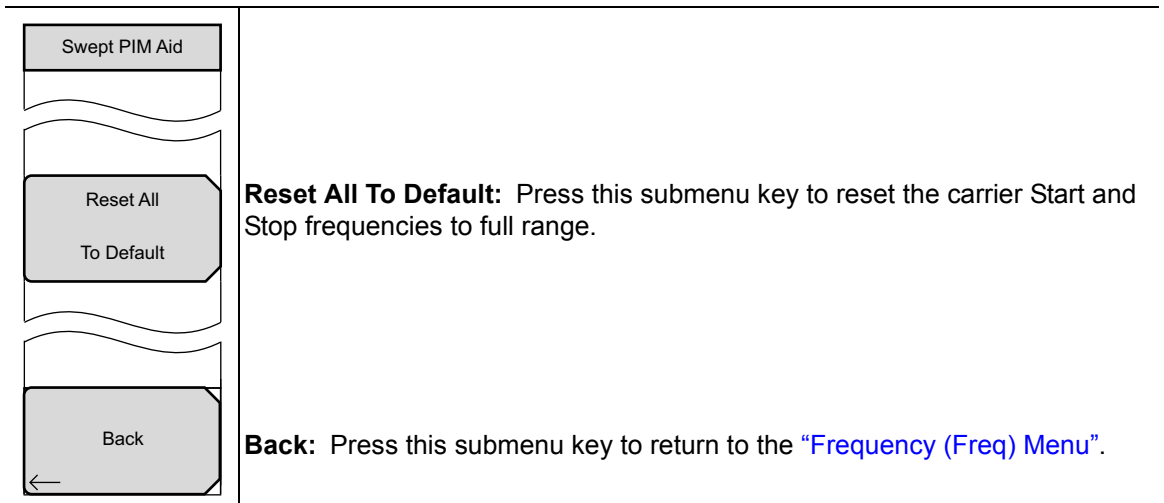 Swept PIM Aid
Reset All
To Default
Reset All To Default: Press this submenu key to reset the carrier Start and
Stop frequencies to full range.
Back
Back: Press this submenu key to return to the “Frequency (Freq) Menu”.